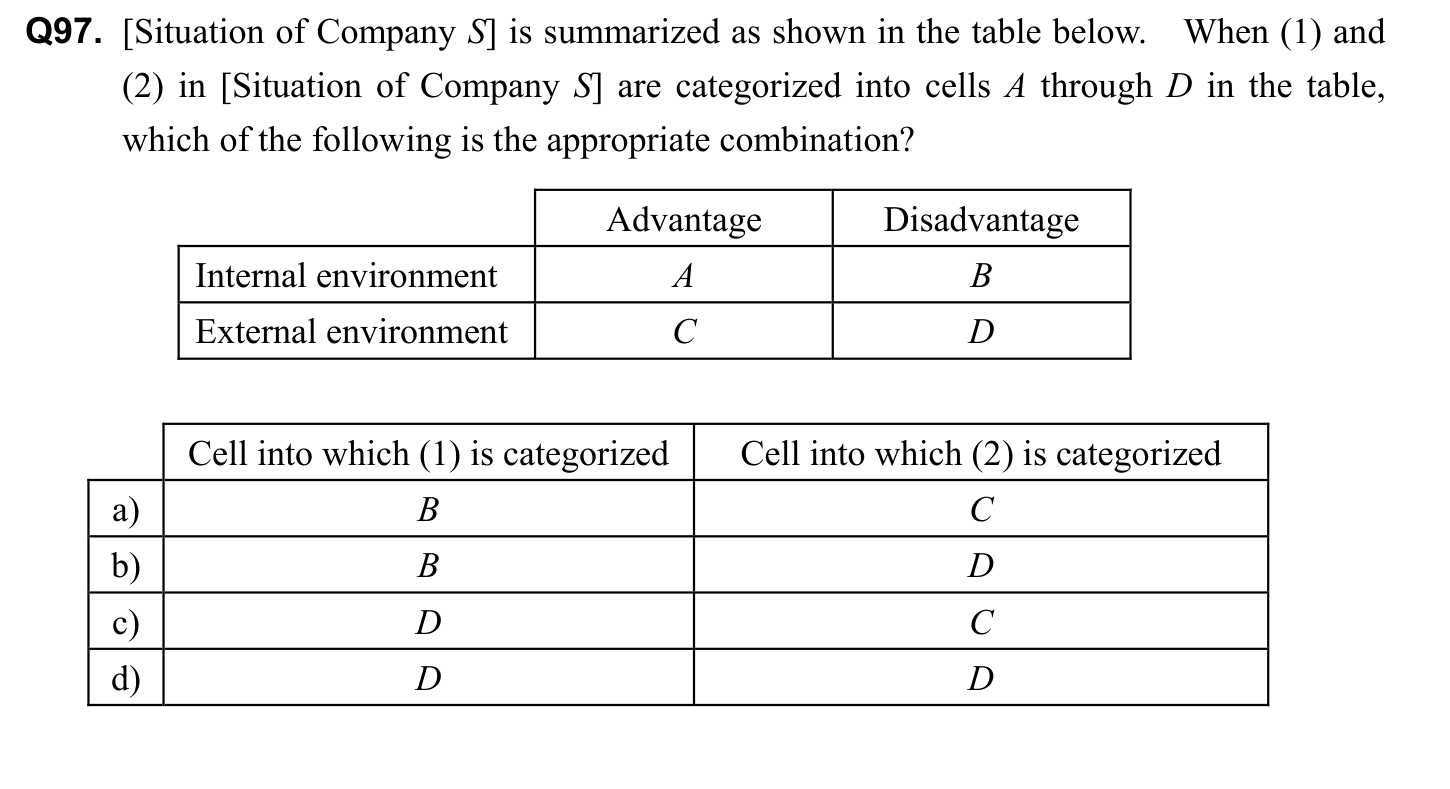 Q97. [Situation of Company S] is summarized as shown in the table below. When (1) and
(2) in [Situation of Company S] are categorized into cells A through D in the table,
which of the following is the appropriate combination?
Advantage Disadvantage
Internal environment A B
External environment C D
Cell into which (1) is categorized Cell into which (2) is categorized
a) B C
b) B D
c) D C
d) D D